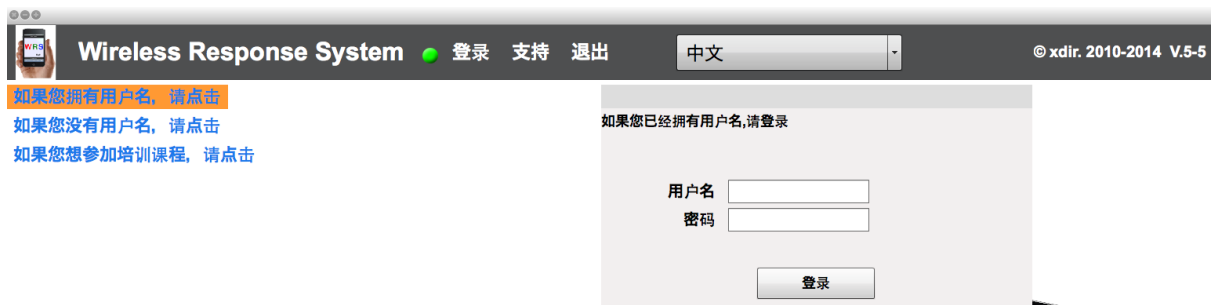 WRS
Wireless Response System 登录 支持 退出 中文 © xdir. 2010-2014 V.5-5
如果您拥有用户名，请点击
如果您没有用户名，请点击
如果您想参加培训课程，请点击
如果您已经拥有用户名,请登录
用户名
密码
登录